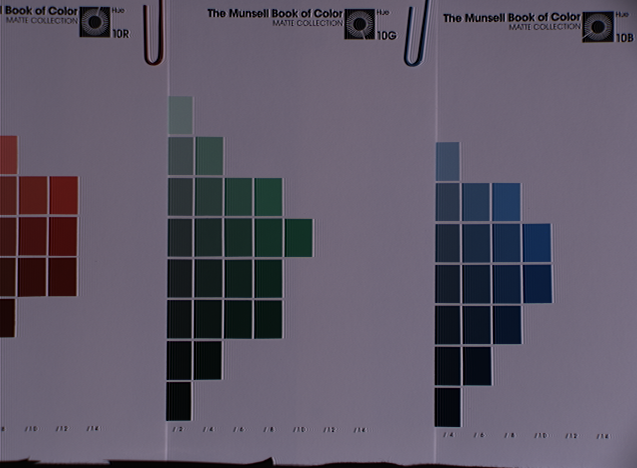 l Book of Color
MATTE COLLECTION
Hue
10R
The Munsell Book of Color
MATTE COLLECTION
Hue
10G
The Munsell Book of Color
MATTE COLLECTION
Hue
10B
8 /10 /12 /14
/2 /4 /6 /8 /10 /12 /14
/4 /6 /8 /10 /12 /14